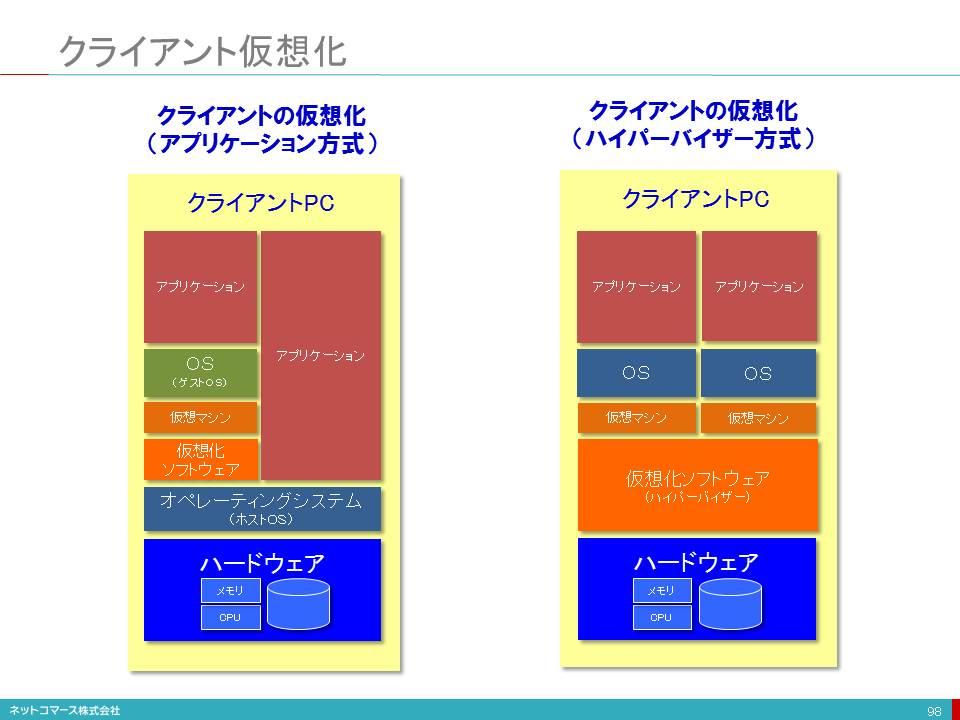 クライアント仮想化
クライアントの仮想化
（アプリケーション方式）
クライアントPC
アプリケーション
アプリケーション
OS
（ゲストOS）
仮想マシン
仮想化
ソフトウェア
オペレーティングシステム
（ホストOS）
ハードウェア
メモリ
CPU
クライアントの仮想化
（ハイパーバイザー方式）
クライアントPC
アプリケーション
アプリケーション
OS
OS
仮想マシン
仮想マシン
仮想化ソフトウェア
（ハイパーバイザー）
ハードウェア
メモリ
CPU
ネットコマース株式会社
98